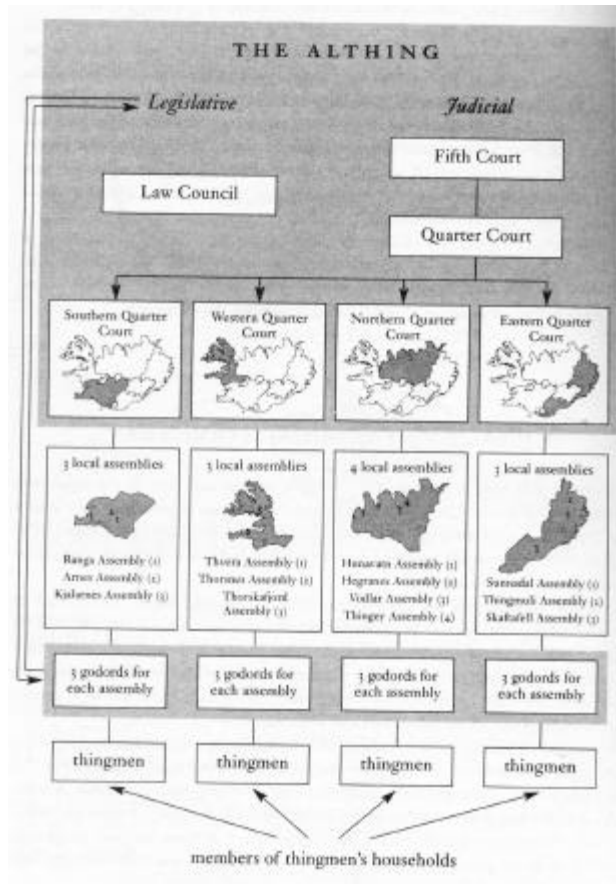 THE ALTHING
Legislative
Judicial
Fifth Court
Law Council
Quarter Court
Southern Quarter
Court
Western Quarter
Court
Northern Quarter
Court
Eastern Quarter
Court
3 local assemblies
Assembly (1)
Assembly (2)
Kjalarnes Assembly (3)
3 local assemblies
Thvera Assembly (1)
Thorsnes Assembly (2)
Thorskafjord
Assembly (3)
4 local assemblies
Hunavatn Assembly (1)
Hegranes Assembly (2)
Assembly (3)
Thingey Assembly (4)
3 local assemblies
Assembly (1)
Assembly (2)
Skaftafell Assembly (3)
3 godords for
each assembly
3 godords for
each assembly
3 godords for
each assembly
3 godords for
each assembly
thingmen
thingmen
thingmen
thingmen
members of thingmen's households